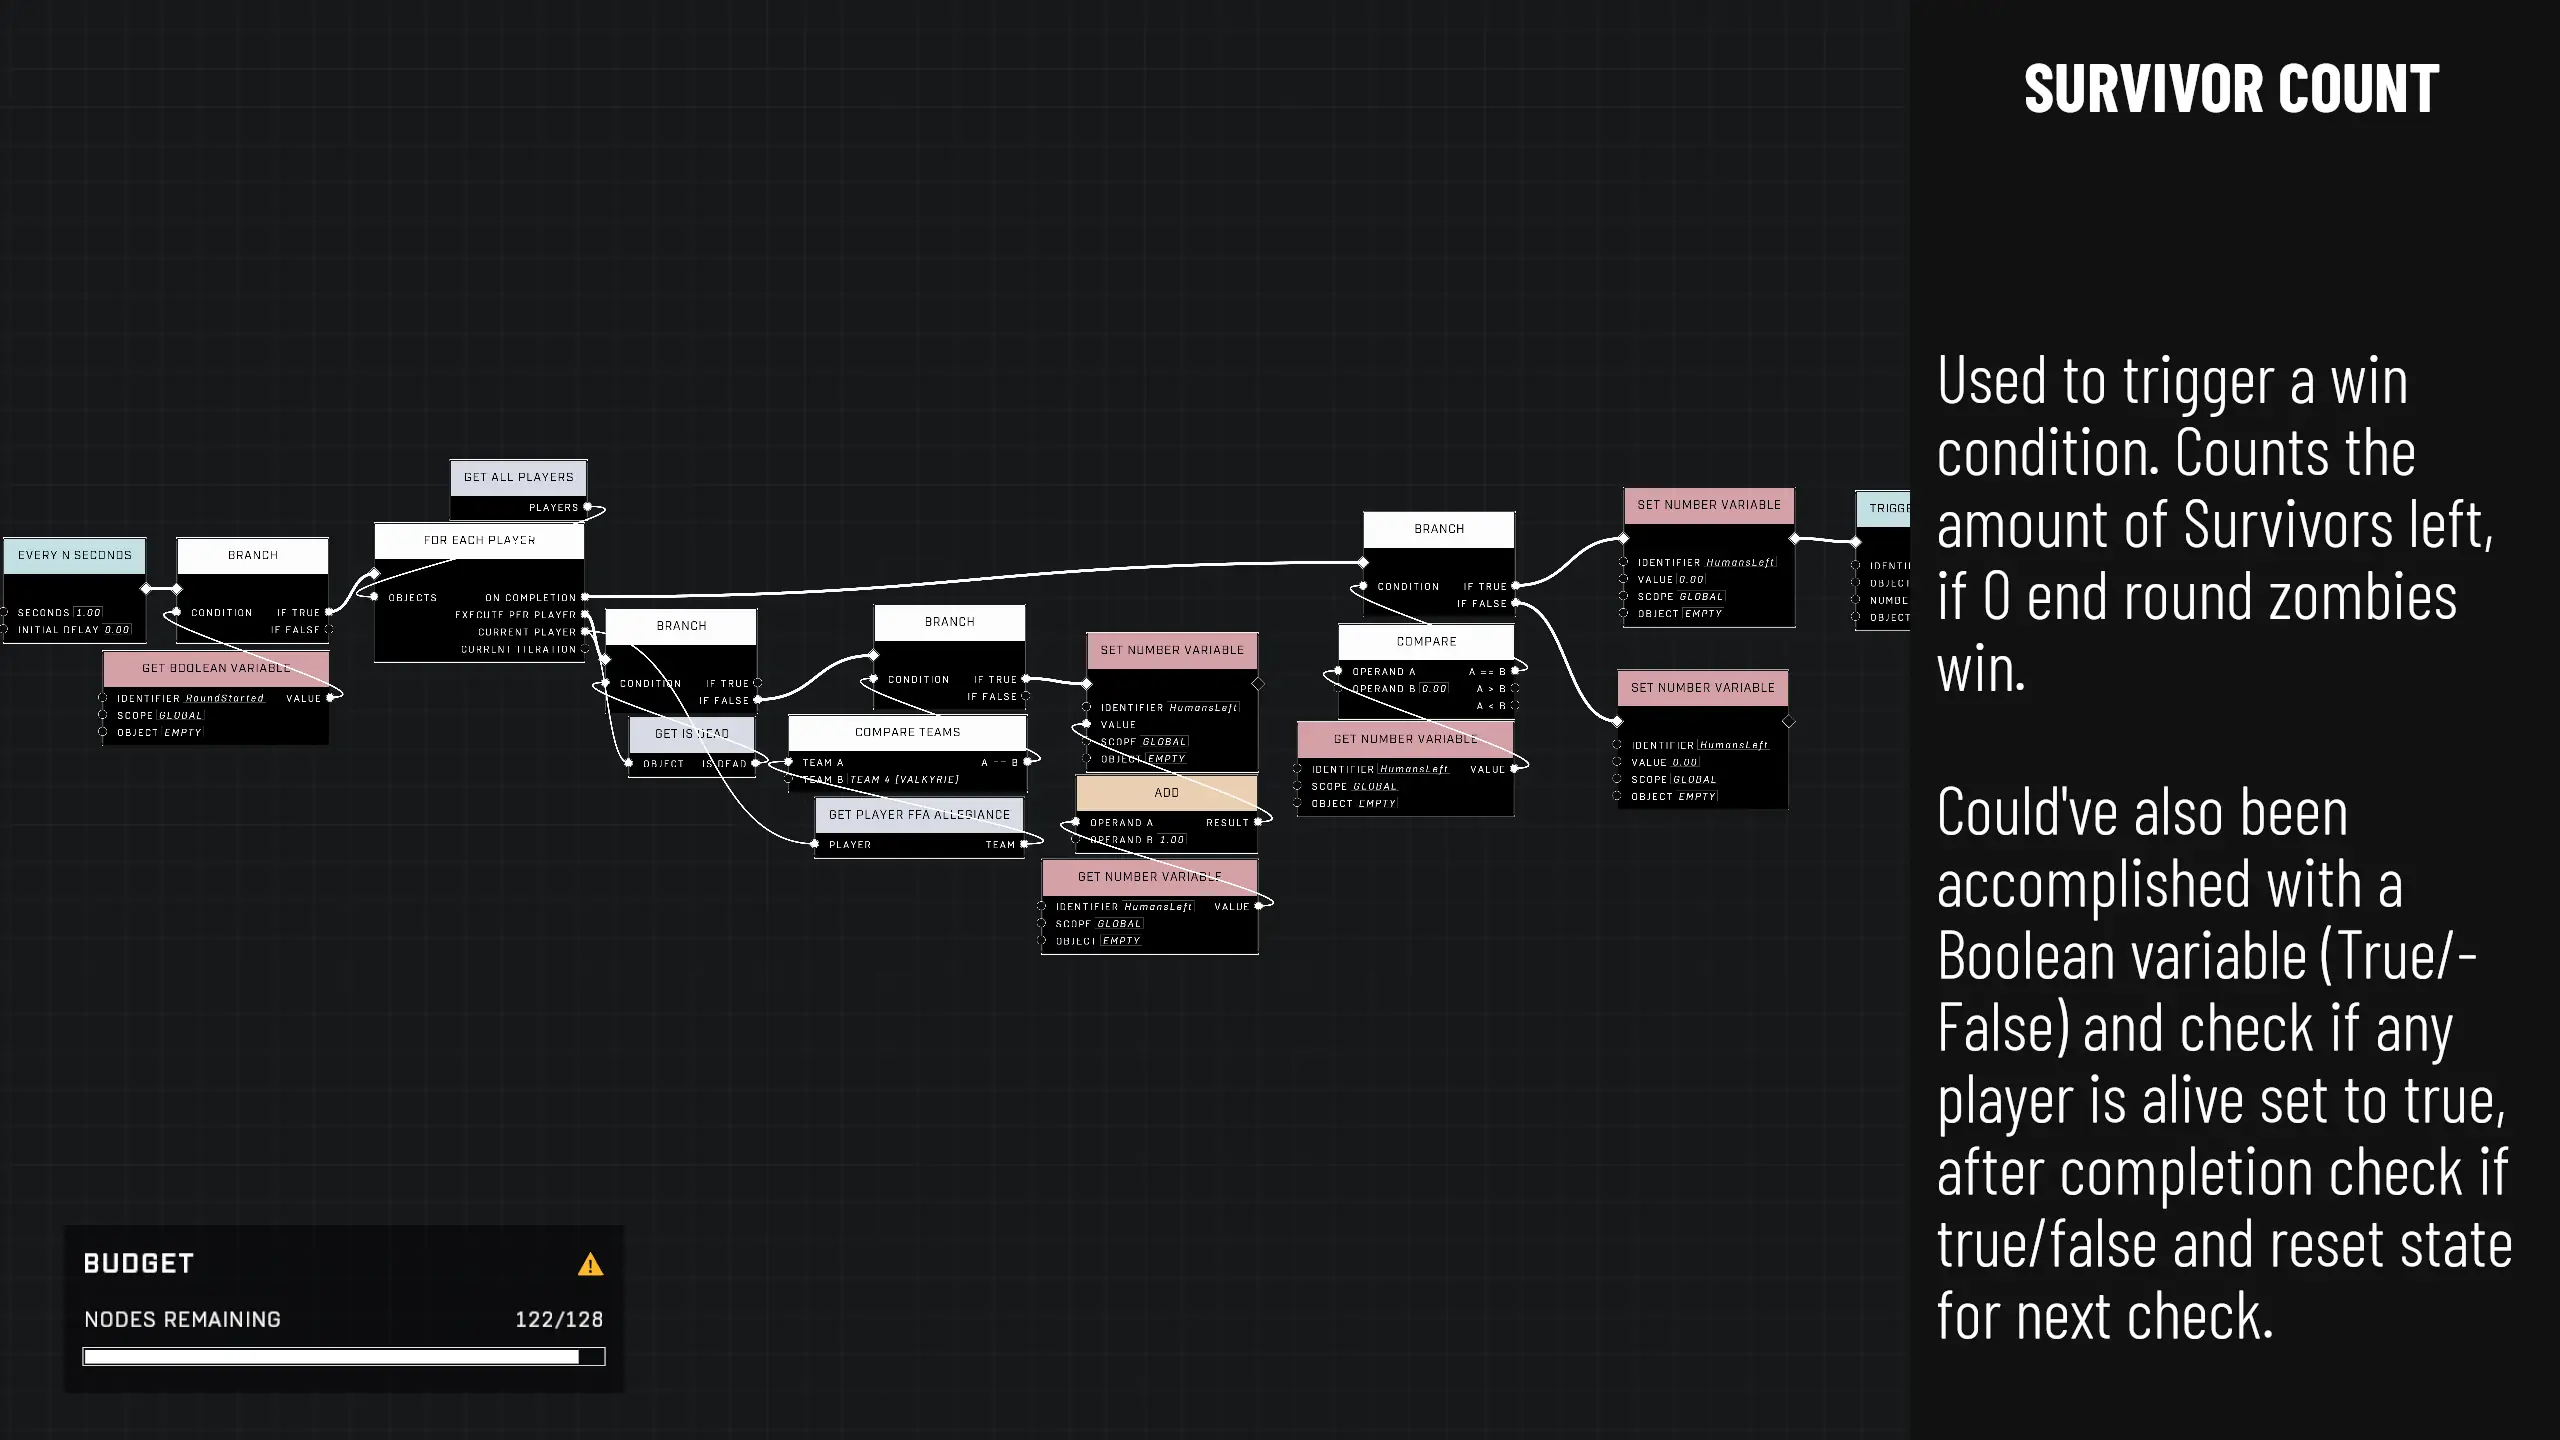 SURVIVOR COUNT
Used to trigger a win
condition. Counts the
amount of Survivors left,
if 0 end round zombies
win.
Could've also been
accomplished with a
Boolean variable (True/-
False) and check if any
player is alive set to true,
after completion check if
true/false and reset state
for next check.
EVERY N SECONDS
SECONDS 1.00
INITIAL DELAY 0.00
BRANCH
CONDITION IF TRUE
IF FALSE
GET BOOLEAN VARIABLE
IDENTIFIER RoundStarted VALUE
SCOPE GLOBAL
OBJECT EMPTY
GET ALL PLAYERS
PLAYERS
FOR EACH PLAYER
OBJECTS ON COMPLETION
EXECUTE PER PLAYER
CURRENT PLAYER
CURRENT ITERATION
BRANCH
CONDITION IF TRUE
IF FALSE
GET IS DEAD
OBJECT IS DEAD
BRANCH
CONDITION IF TRUE
IF FALSE
COMPARE TEAMS
TEAM A A == B
TEAM B TEAM 4 [VALKYRIE]
GET PLAYER FFA ALLEGIANCE
PLAYER TEAM
SET NUMBER VARIABLE
IDENTIFIER HumansLeft
VALUE
SCOPE GLOBAL
OBJECT EMPTY
ADD
OPERAND A RESULT
OPERAND B 1.00
GET NUMBER VARIABLE
IDENTIFIER HumansLeft VALUE
SCOPE GLOBAL
OBJECT EMPTY
BRANCH
CONDITION IF TRUE
IF FALSE
COMPARE
OPERAND A A == B
OPERAND B 0.00 A > B
A < B
GET NUMBER VARIABLE
IDENTIFIER HumansLeft VALUE
SCOPE GLOBAL
OBJECT EMPTY
SET NUMBER VARIABLE
IDENTIFIER HumansLeft
VALUE 0.00
SCOPE GLOBAL
OBJECT EMPTY
SET NUMBER VARIABLE
IDENTIFIER HumansLeft
VALUE 0.00
SCOPE GLOBAL
OBJECT EMPTY
TRIGGE
IDENTI
OBJECT
NUMBE
OBJECT
BUDGET
NODES REMAINING 122/128